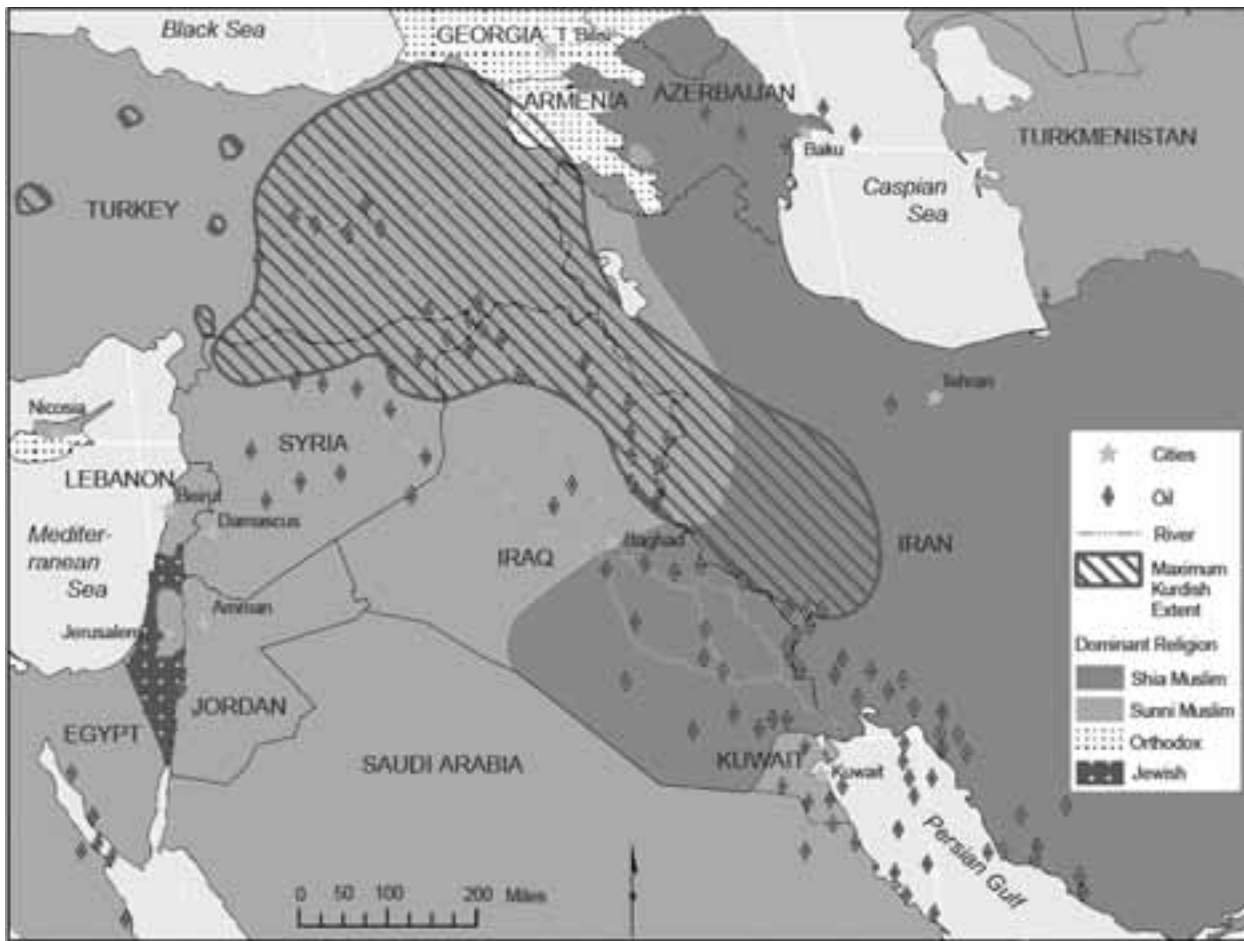 Black Sea
GEORGIA
T' Bilisi
ARMENIA
AZERBAIJAN
Baku
TURKMENISTAN
Caspian
Sea
TURKEY
Tehran
Nicosia
SYRIA
LEBANON
Beirut
Damascus
Mediter-
ranean
Sea
IRAQ
Baghdad
IRAN
Amman
Jerusalem
JORDAN
EGYPT
SAUDI ARABIA
KUWAIT
Kuwait
Persian Gulf
0 50 100 200 Miles
Cities
Oil
River
Maximum
Kurdish
Extent
Dominant Religion
Shia Muslim
Sunni Muslim
Orthodox
Jewish